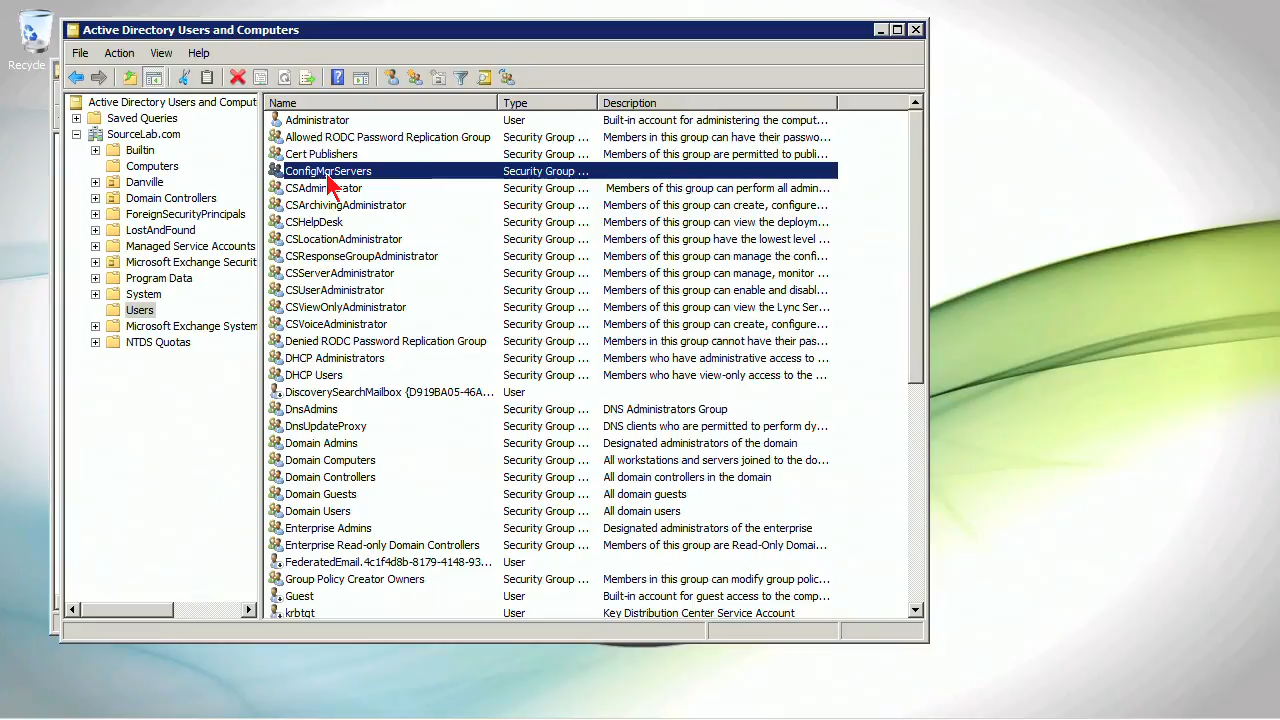 Recycle
Active Directory Users and Computers
File Action View Help
Active Directory Users and Comput
Saved Queries
SourceLab.com
Builtin
Computers
Danville
Domain Controllers
ForeignSecurityPrincipals
LostAndFound
Managed Service Accounts
Microsoft Exchange Securit
Program Data
System
Users
Microsoft Exchange System
NTDS Quotas
Name Type Description
Administrator User Built-in account for administering the comput...
Allowed RODC Password Replication Group Security Group ... Members in this group can have their passwo...
Cert Publishers Security Group ... Members of this group are permitted to publi...
ConfigMgrServers Security Group ...
CSAdministrator Security Group ... Members of this group can perform all admin...
CSArchivingAdministrator Security Group ... Members of this group can create, configure...
CSHelpDesk Security Group ... Members of this group can view the deploym...
CSLocationAdministrator Security Group ... Members of this group have the lowest level ...
CSResponseGroupAdministrator Security Group ... Members of this group can manage the confi...
CSServerAdministrator Security Group ... Members of this group can manage, monitor ...
CSUserAdministrator Security Group ... Members of this group can enable and disabl...
CSViewOnlyAdministrator Security Group ... Members of this group can view the Lync Ser...
CSVoiceAdministrator Security Group ... Members of this group can create, configure...
Denied RODC Password Replication Group Security Group ... Members in this group cannot have their pas...
DHCP Administrators Security Group ... Members who have administrative access to ...
DHCP Users Security Group ... Members who have view-only access to the ...
DiscoverySearchMailbox {D919BA05-46A... User
DnsAdmins Security Group ... DNS Administrators Group
DnsUpdateProxy Security Group ... DNS clients who are permitted to perform dy...
Domain Admins Security Group ... Designated administrators of the domain
Domain Computers Security Group ... All workstations and servers joined to the do...
Domain Controllers Security Group ... All domain controllers in the domain
Domain Guests Security Group ... All domain guests
Domain Users Security Group ... All domain users
Enterprise Admins Security Group ... Designated administrators of the enterprise
Enterprise Read-only Domain Controllers Security Group ... Members of this group are Read-Only Domai...
FederatedEmail.4c1f4d8b-8179-4148-93... User
Group Policy Creator Owners Security Group ... Members in this group can modify group polic...
Guest User Built-in account for guest access to the comp...
krbtgt User Key Distribution Center Service Account